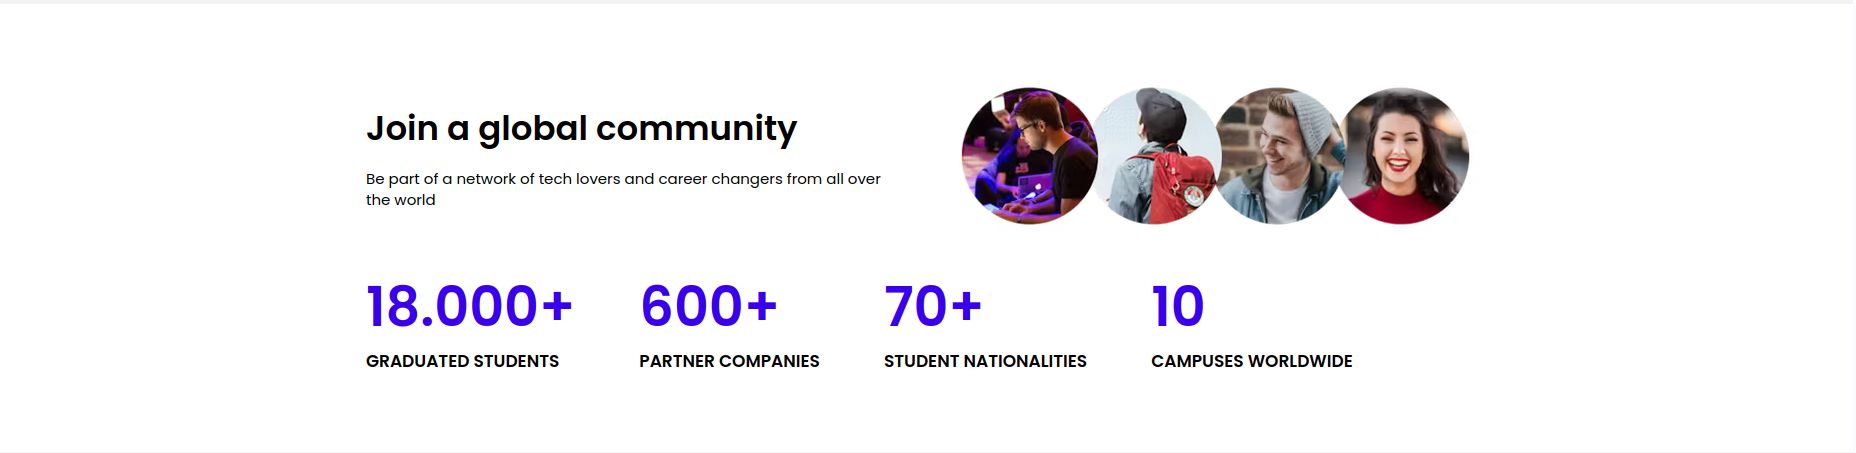 Join a global community
Be part of a network of tech lovers and career changers from all over
the world
18.000+ 600+ 70+ 10
GRADUATED STUDENTS PARTNER COMPANIES STUDENT NATIONALITIES CAMPUSES WORLDWIDE